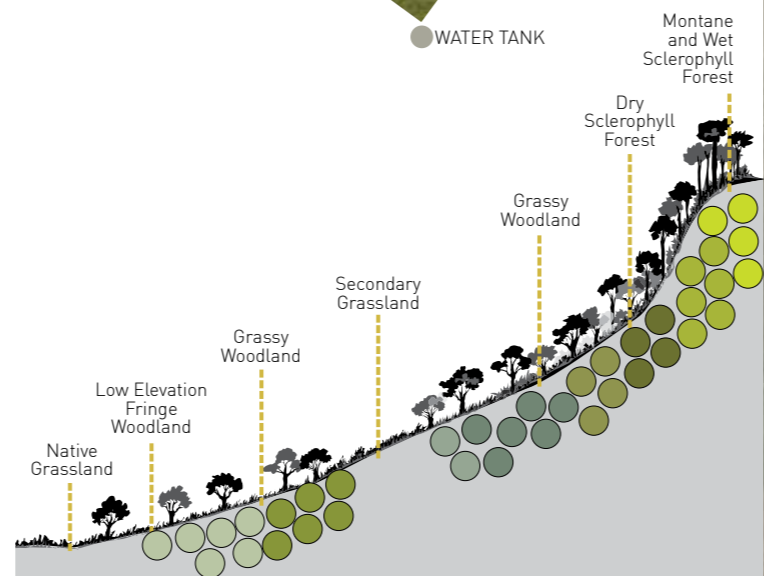 WATER TANK
Montane
and Wet
Sclerophyll
Forest
Dry
Sclerophyll
Forest
Grassy
Woodland
Secondary
Grassland
Grassy
Woodland
Low Elevation
Fringe
Woodland
Native
Grassland